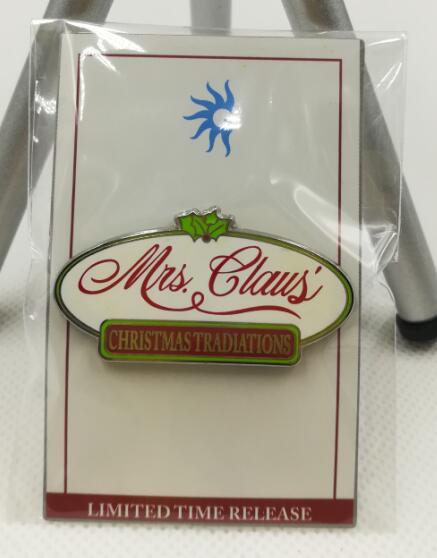 Mrs. Claus'
CHRISTMAS TRADIATIONS
LIMITED TIME RELEASE